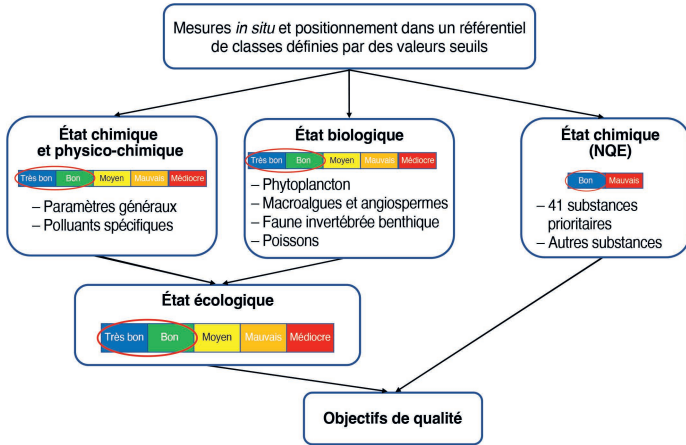 Mesures in situ et positionnement dans un référentiel
de classes définies par des valeurs seuils
État chimique
et physico-chimique
Très bon Bon Moyen Mauvais Médiocre
– Paramètres généraux
– Polluants spécifiques
État biologique
Très bon Bon Moyen Mauvais Médiocre
– Phytoplancton
– Macroalgues et angiospermes
– Faune invertébrée benthique
– Poissons
État chimique
(NQE)
Bon Mauvais
– 41 substances
prioritaires
– Autres substances
État écologique
Très bon Bon Moyen Mauvais Médiocre
Objectifs de qualité